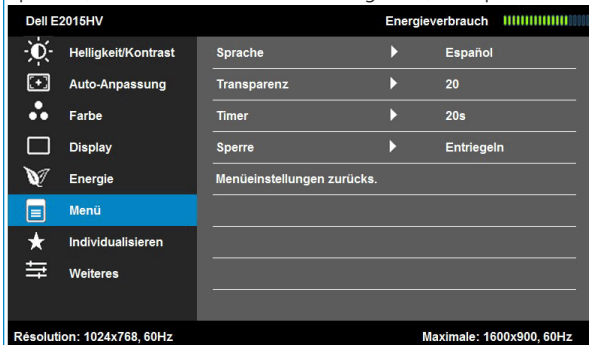 Dell E2015HV Energieverbrauch
Helligkeit/Kontrast Sprache Español
Auto-Anpassung Transparenz 20
Farbe Timer 20s
Display Sperre Entriegeln
Energie Menüeinstellungen zurücks.
Menü
Individualisieren
Weiteres
Résolution: 1024x768, 60Hz Maximale: 1600x900, 60Hz